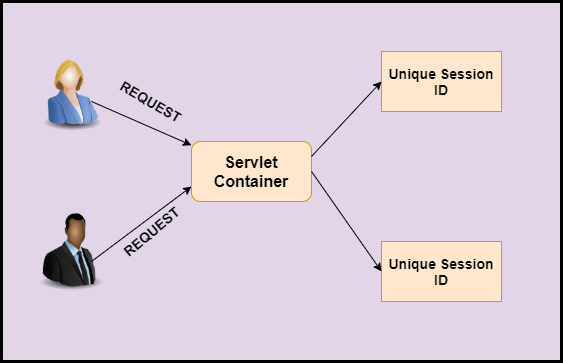 REQUEST
Unique Session
ID
Servlet
Container
REQUEST
Unique Session
ID